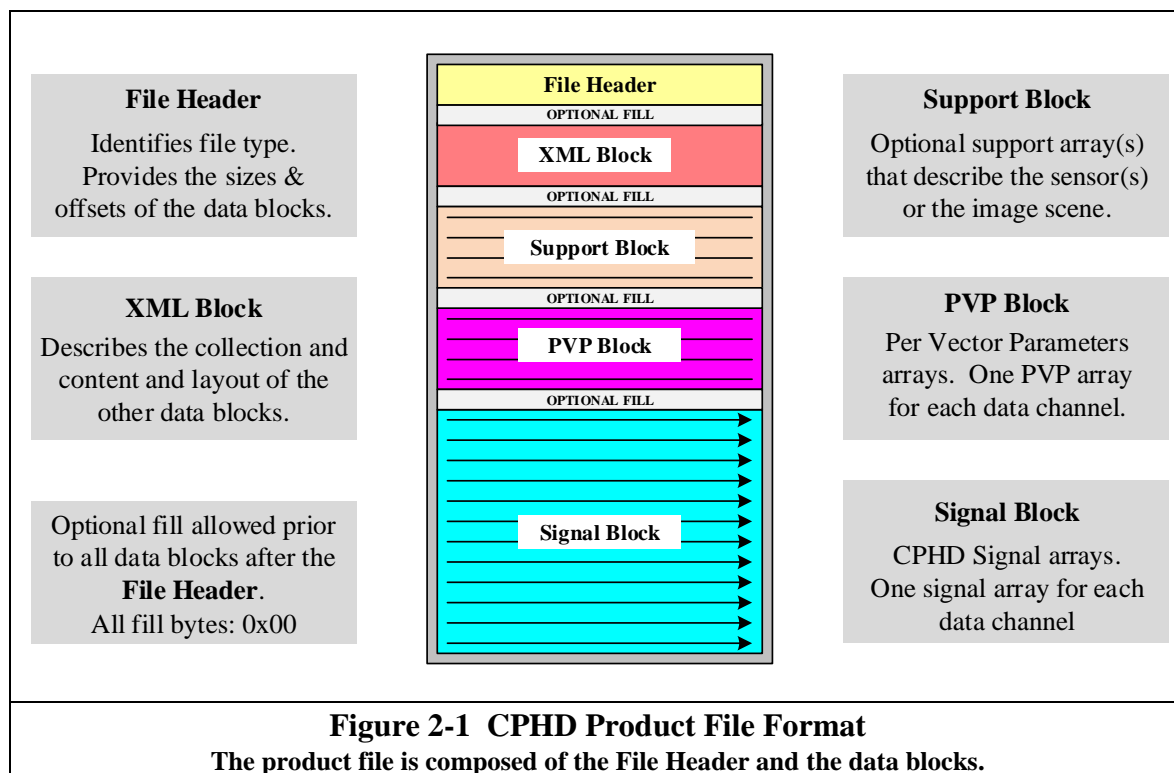 File Header
Identifies file type.
Provides the sizes &
offsets of the data blocks.
XML Block
Describes the collection and
content and layout of the
other data blocks.
Optional fill allowed prior
to all data blocks after the
File Header.
All fill bytes: 0x00
File Header
OPTIONAL FILL
XML Block
OPTIONAL FILL
Support Block
OPTIONAL FILL
PVP Block
OPTIONAL FILL
Signal Block
Support Block
Optional support array(s)
that describe the sensor(s)
or the image scene.
PVP Block
Per Vector Parameters
arrays. One PVP array
for each data channel.
Signal Block
CPHD Signal arrays.
One signal array for each
data channel
Figure 2-1 CPHD Product File Format
The product file is composed of the File Header and the data blocks.